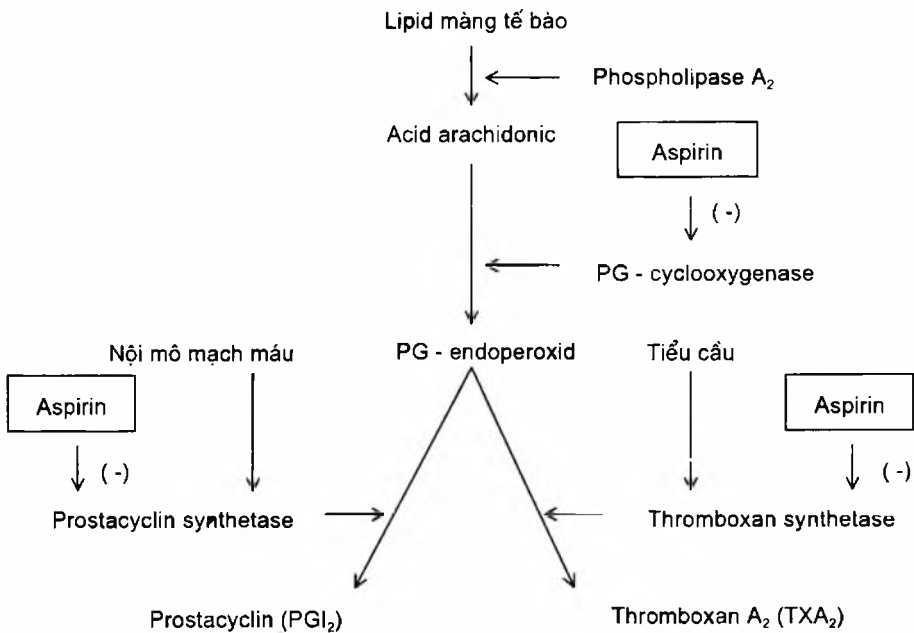 Lipid màng tế bào
Phospholipase A₂
Acid arachidonic
Aspirin
( -)
PG - cyclooxygenase
Nội mô mạch máu
PG - endoperoxid
Tiểu cầu
Aspirin
Aspirin
( -)
( -)
Prostacyclin synthetase
Thromboxan synthetase
Prostacyclin (PGI₂)
Thromboxan A₂ (TXA₂)